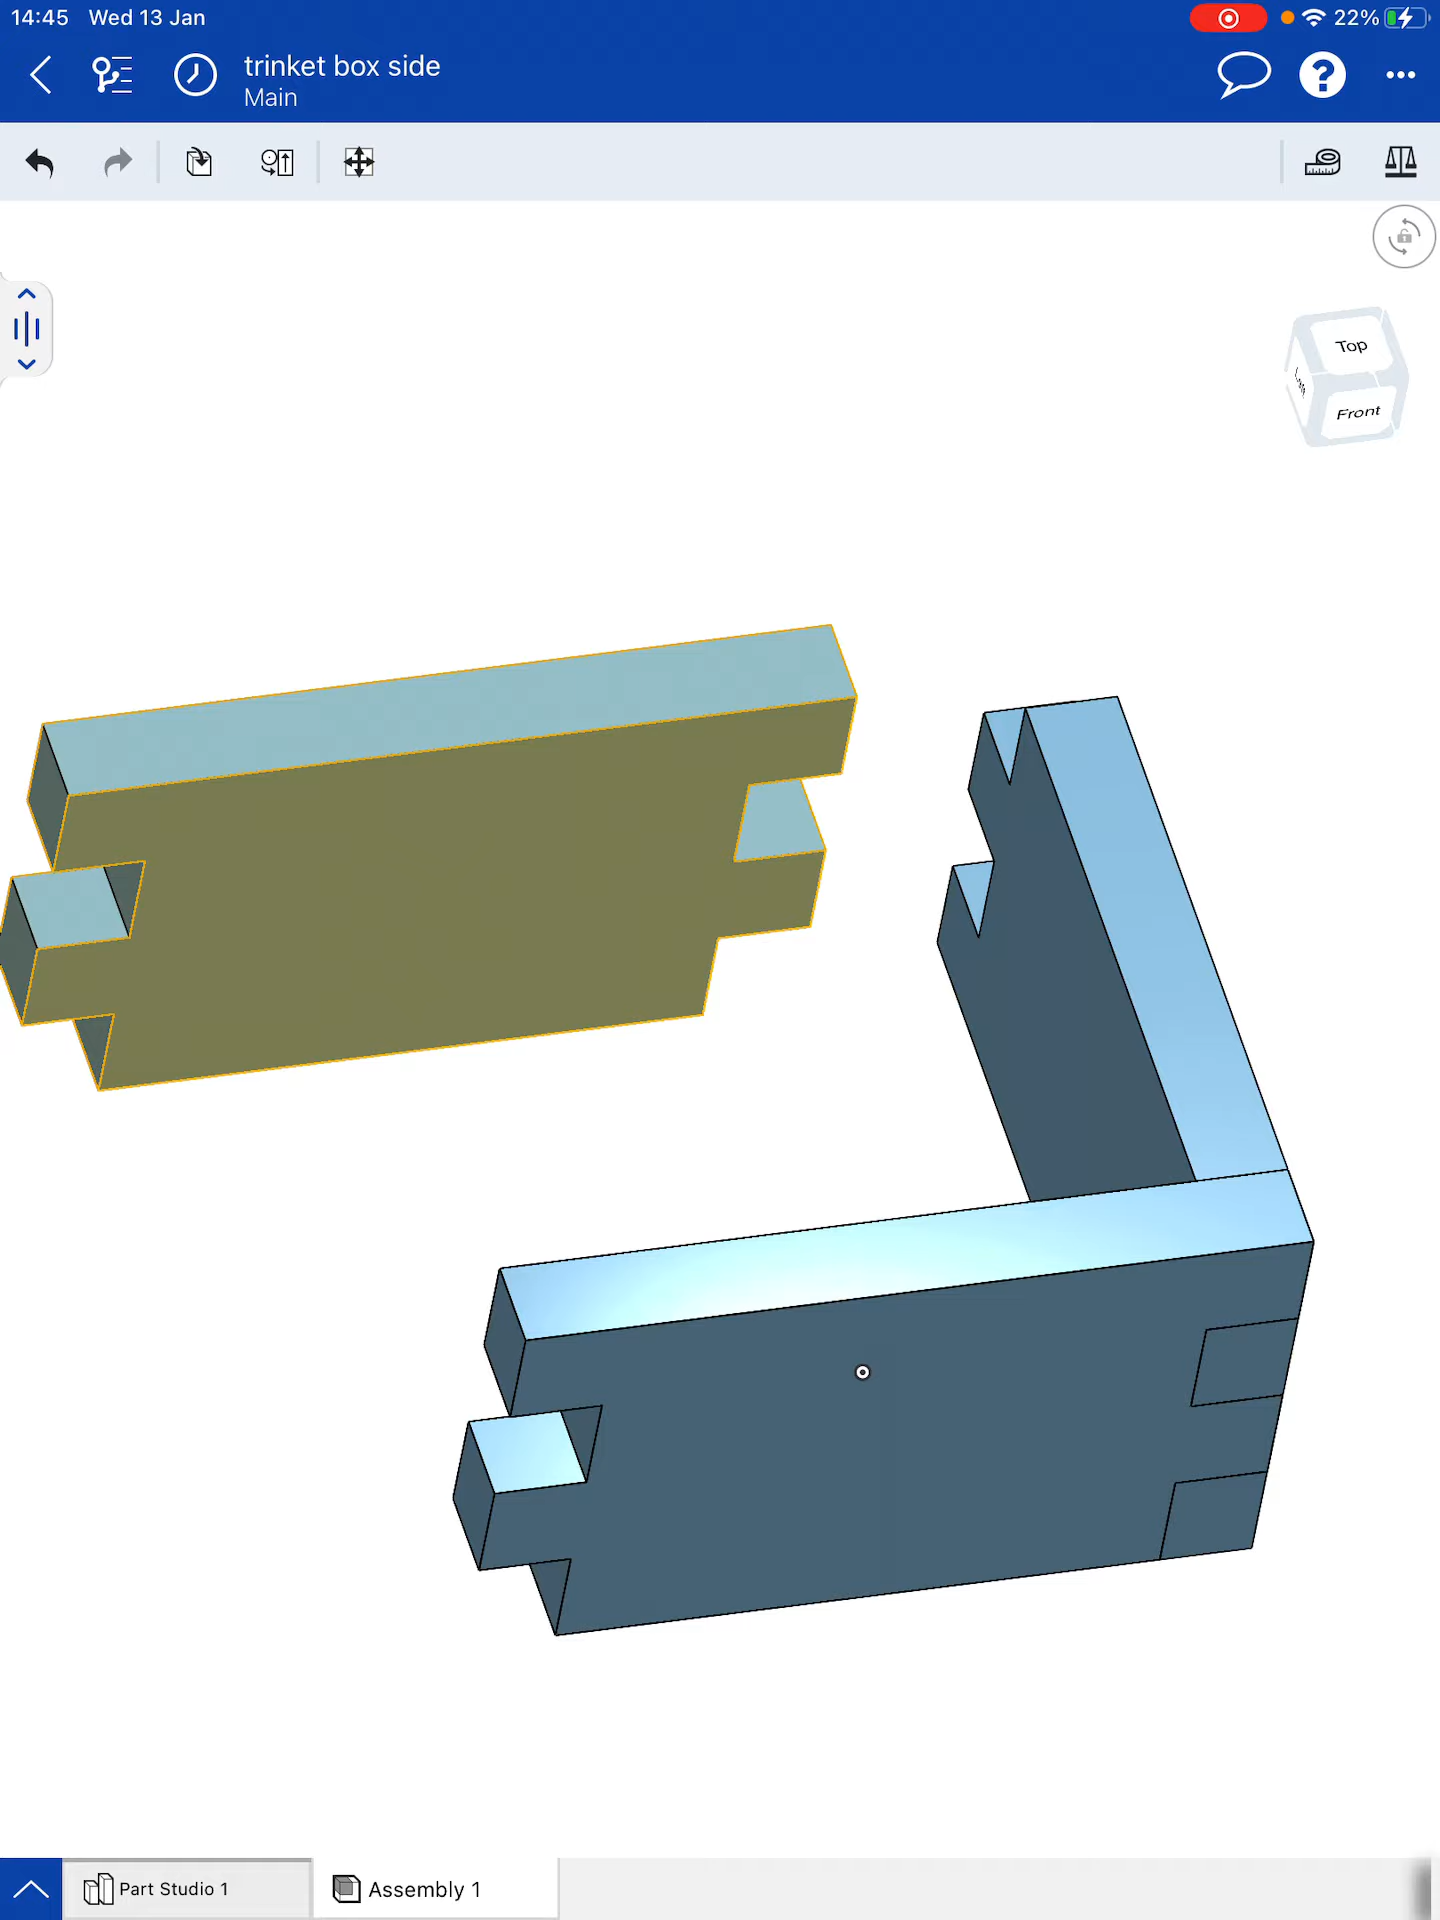 14:45 Wed 13 Jan
22%
trinket box side
Main
Top
Front
Part Studio 1
Assembly 1